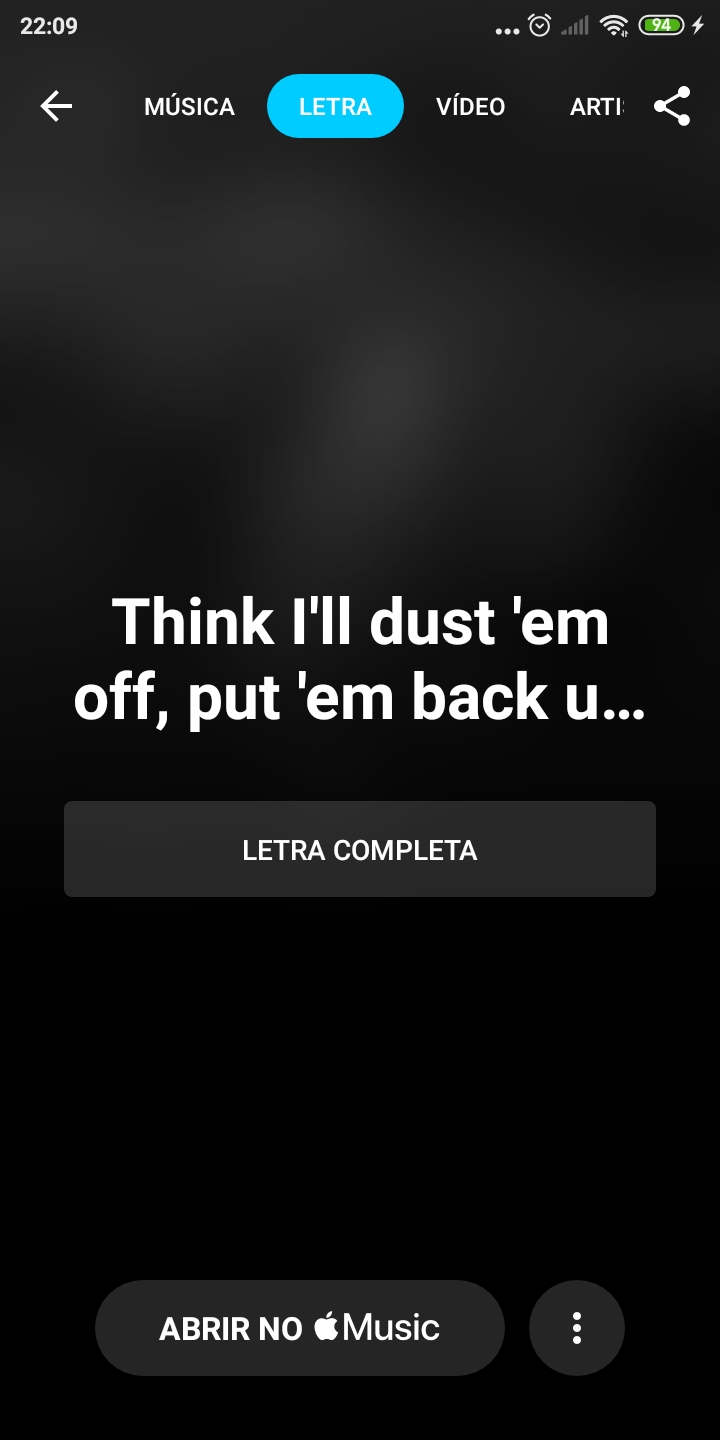 22:09
94
MÚSICA LETRA VÍDEO ARTI
Think I'll dust 'em
off, put 'em back u...
LETRA COMPLETA
ABRIR NO Music